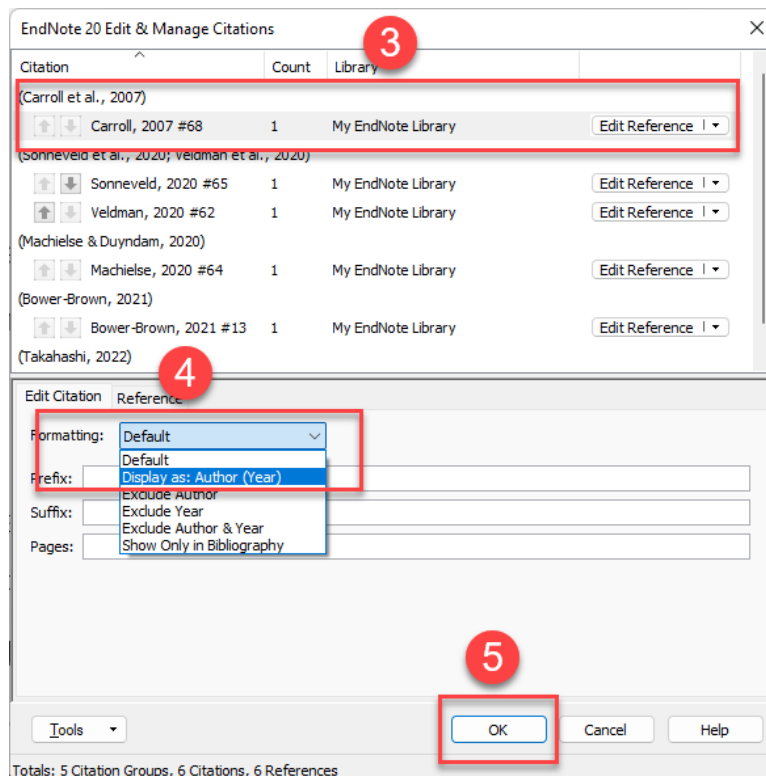 EndNote 20 Edit & Manage Citations
3
Citation Count Library
(Carroll et al., 2007)
Carroll, 2007 #68 1 My EndNote Library Edit Reference
(Sonneveld et al., 2020; Veldman et al., 2020)
Sonneveld, 2020 #65 1 My EndNote Library Edit Reference
Veldman, 2020 #62 1 My EndNote Library Edit Reference
(Machielse & Duyndam, 2020)
Machielse, 2020 #64 1 My EndNote Library Edit Reference
(Bower-Brown, 2021)
Bower-Brown, 2021 #13 1 My EndNote Library Edit Reference
(Takahashi, 2022)
4
Edit Citation Reference
Formatting: Default
Default
Prefix: Display as: Author (Year)
Exclude Author
Suffix: Exclude Year
Exclude Author & Year
Pages: Show Only in Bibliography
5
Tools OK Cancel Help
Totals: 5 Citation Groups, 6 Citations, 6 References